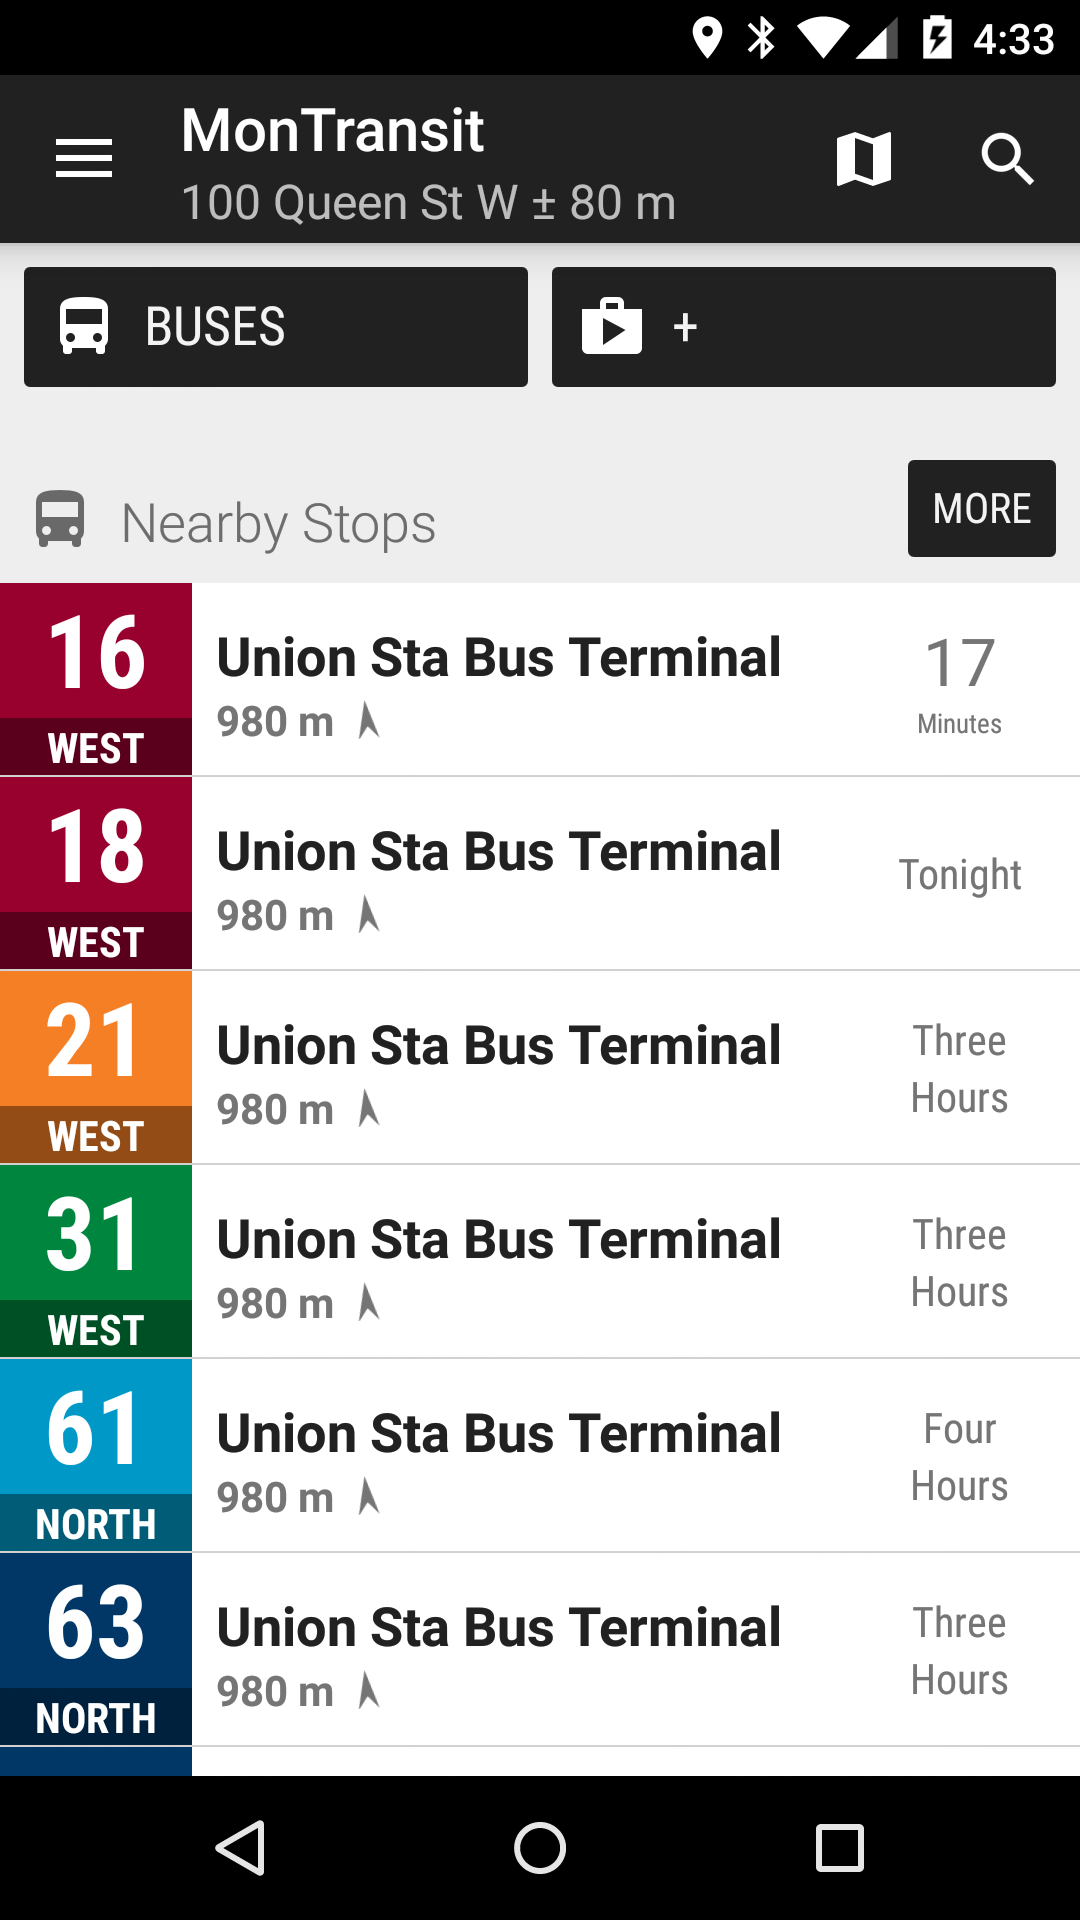 4:33
MonTransit
100 Queen St W ± 80 m
BUSES
+
Nearby Stops
MORE
16
WEST
Union Sta Bus Terminal
980 m
17
Minutes
18
WEST
Union Sta Bus Terminal
980 m
Tonight
21
WEST
Union Sta Bus Terminal
980 m
Three
Hours
31
WEST
Union Sta Bus Terminal
980 m
Three
Hours
61
NORTH
Union Sta Bus Terminal
980 m
Four
Hours
63
NORTH
Union Sta Bus Terminal
980 m
Three
Hours